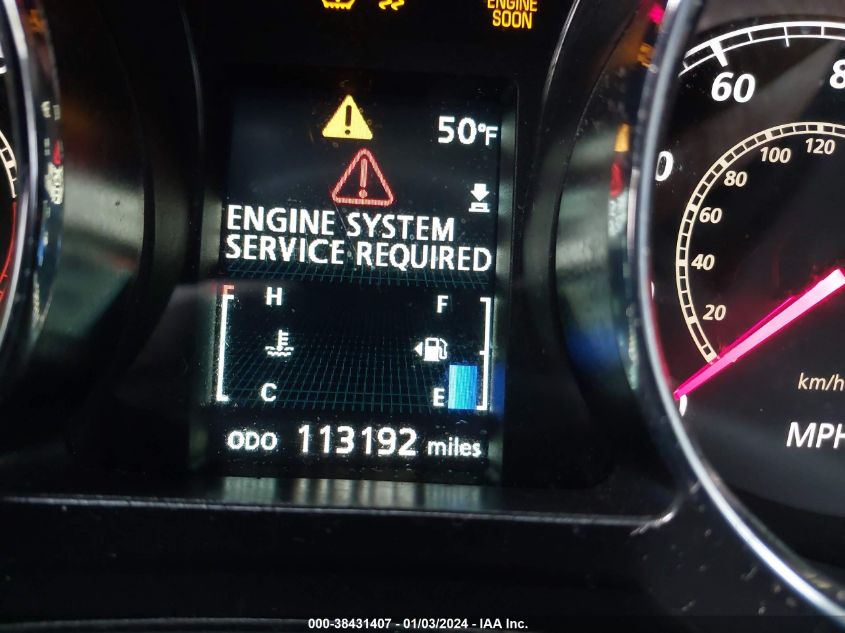 ENGINE
SOON
50°F
ENGINE SYSTEM
SERVICE REQUIRED
H
F
C
E
ODO 113192 miles
60
20
40
60
80
100
120
km/h
MPH
000-38431407 - 01/03/2024 - IAA Inc.